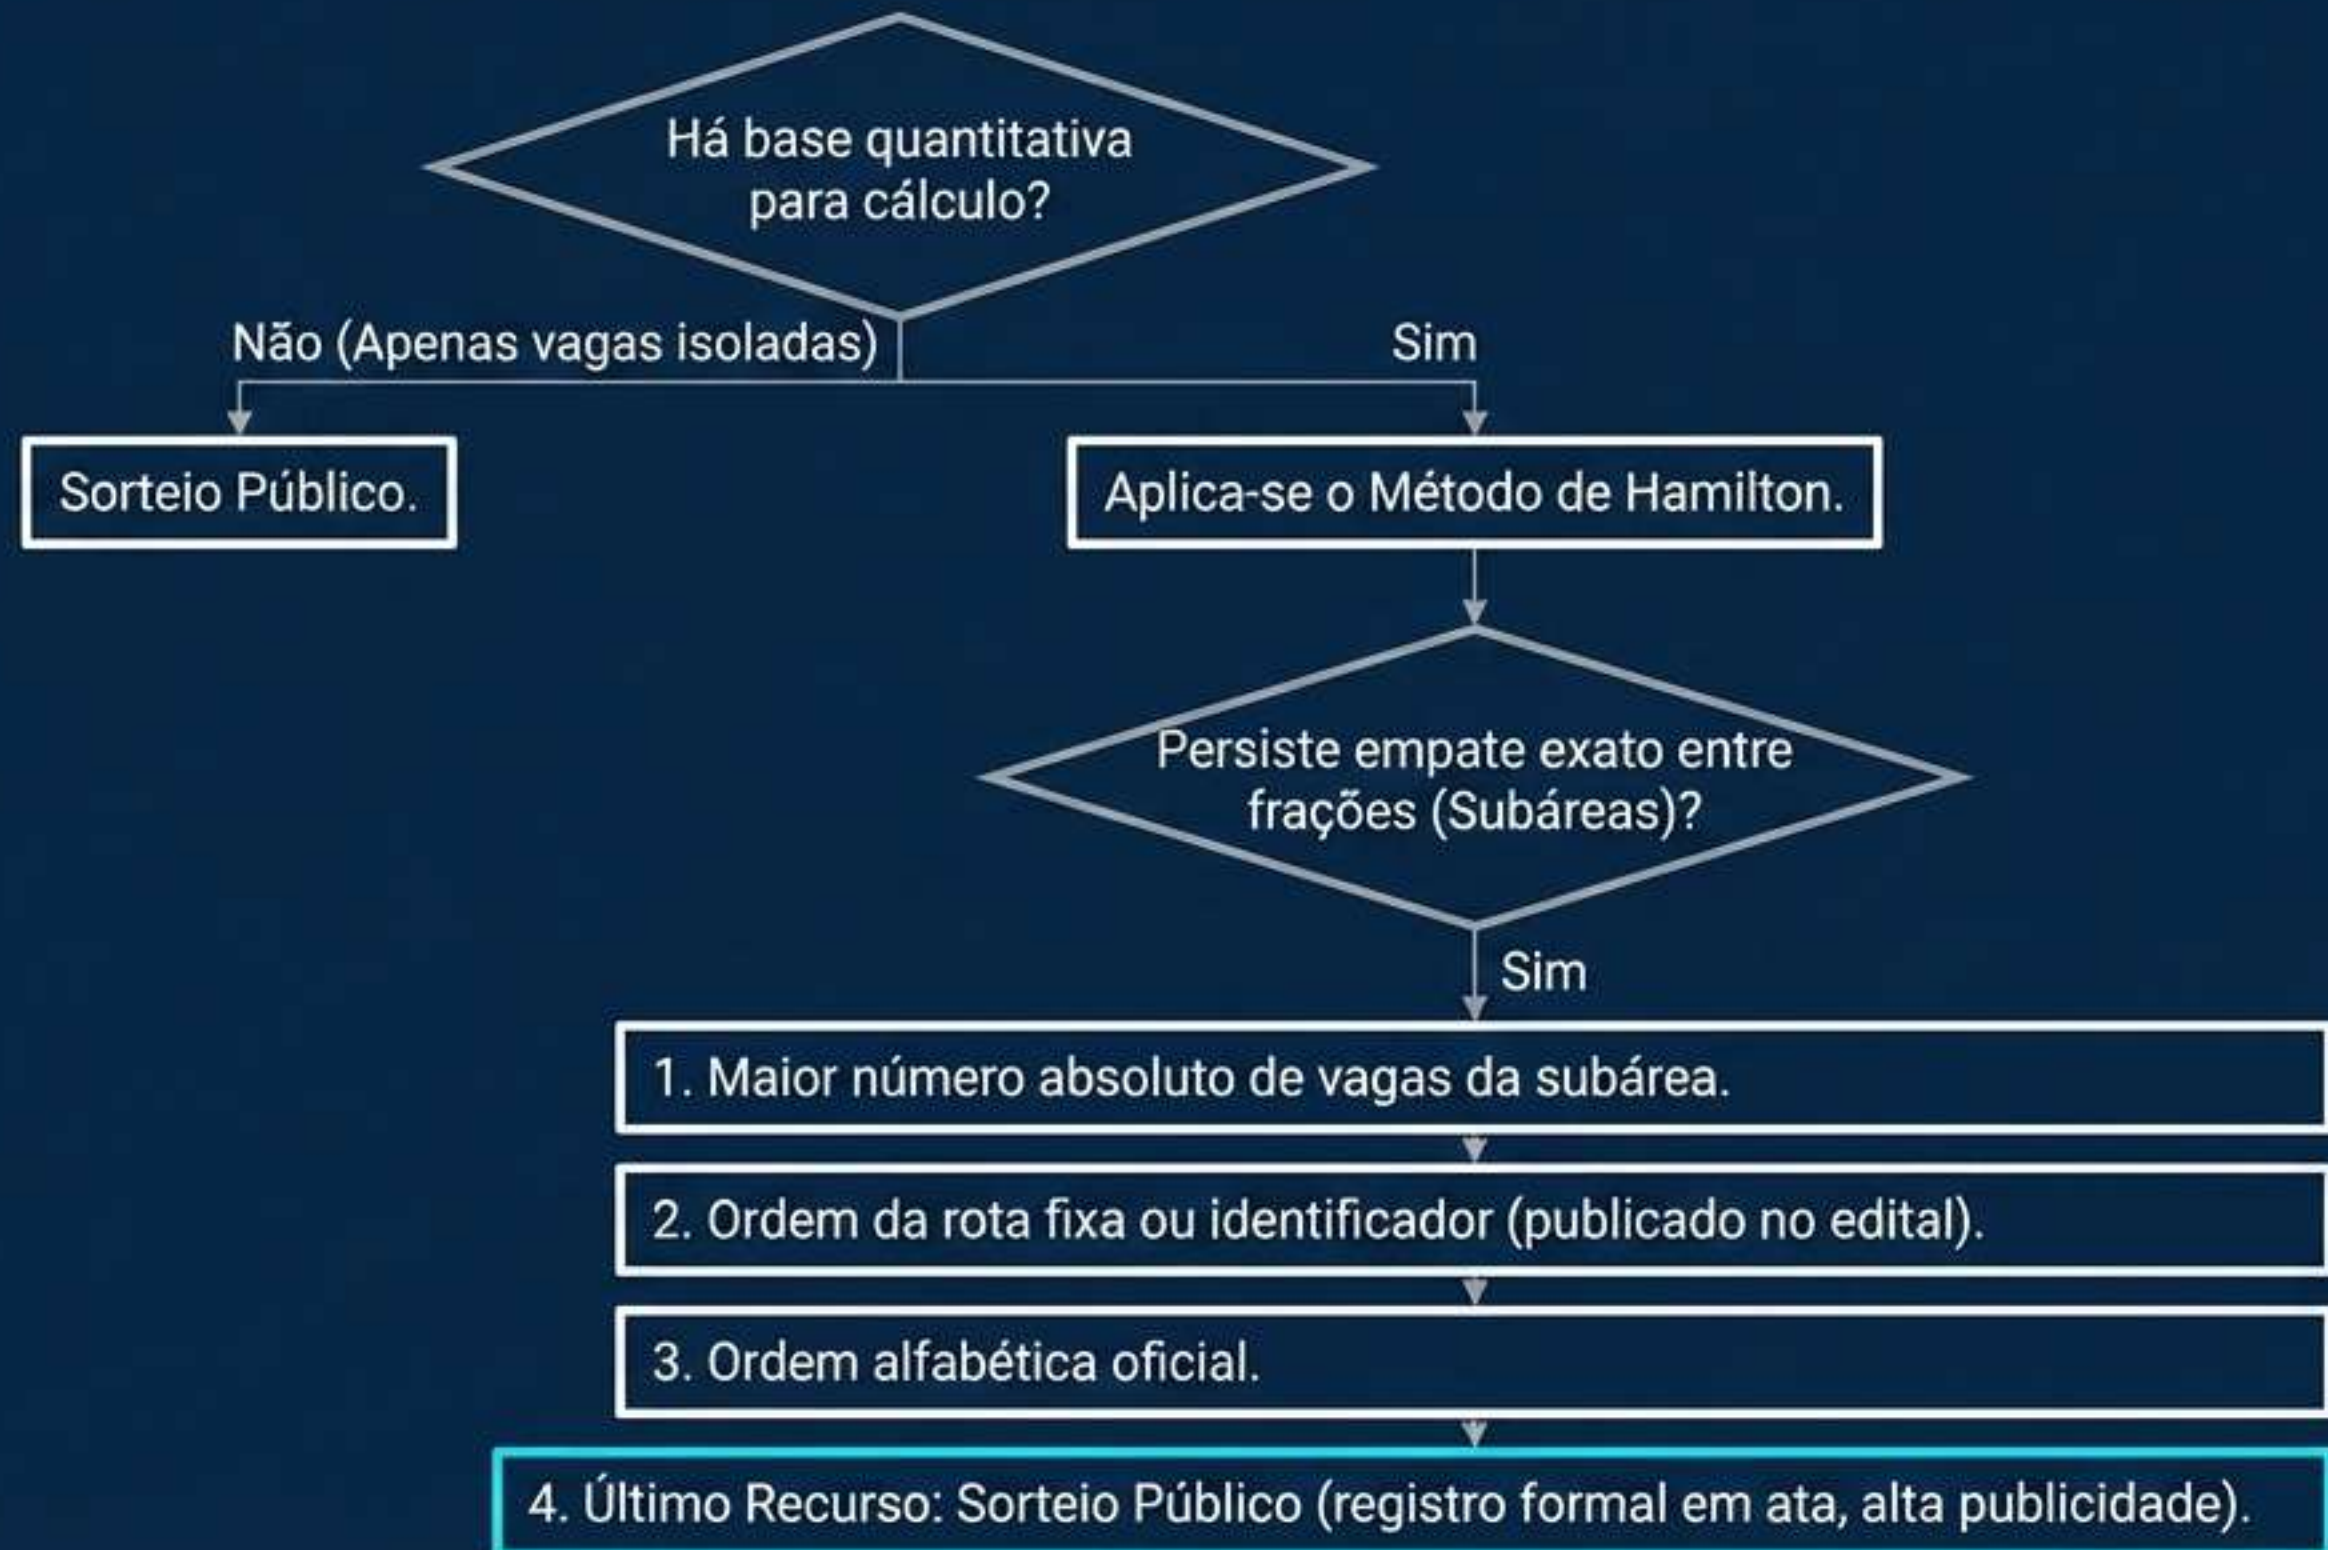 Há base quantitativa
para cálculo?
Não (Apenas vagas isoladas)
Sim
Sorteio Público.
Aplica-se o Método de Hamilton.
Persiste empate exato entre
frações (Subáreas)?
Sim
1. Maior número absoluto de vagas da subárea.
2. Ordem da rota fixa ou identificador (publicado no edital).
3. Ordem alfabética oficial.
4. Último Recurso: Sorteio Público (registro formal em ata, alta publicidade).